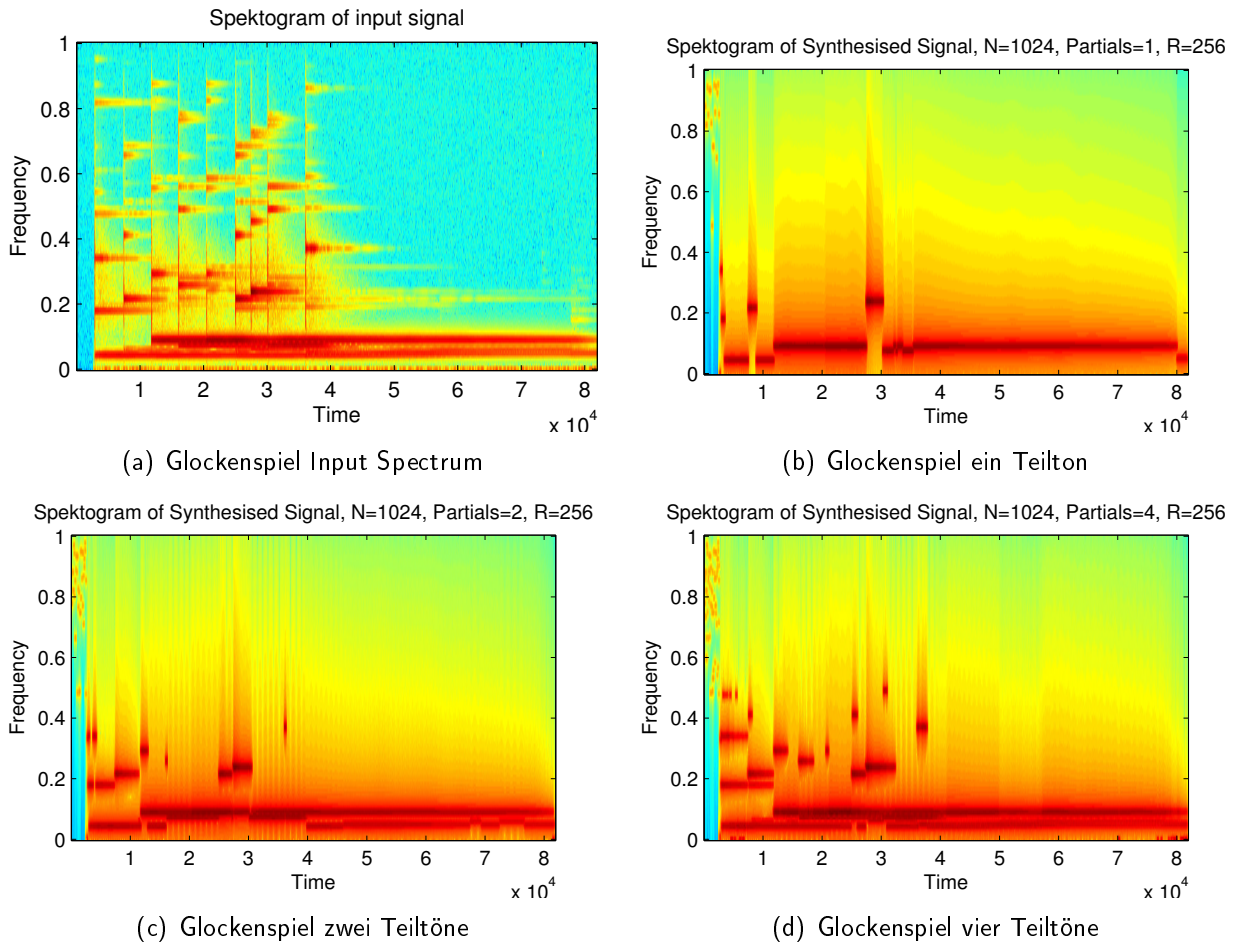 Spektogram of input signal
1
0.8
0.6
0.4
0.2
0
Frequency
1 2 3 4 5 6 7 8
Time
x 10^4
(a) Glockenspiel Input Spectrum
Spektogram of Synthesised Signal, N=1024, Partials=1, R=256
1
0.8
0.6
0.4
0.2
0
Frequency
1 2 3 4 5 6 7 8
Time
x 10^4
(b) Glockenspiel ein Teilton
Spektogram of Synthesised Signal, N=1024, Partials=2, R=256
1
0.8
0.6
0.4
0.2
0
Frequency
1 2 3 4 5 6 7 8
Time
x 10^4
(c) Glockenspiel zwei Teiltöne
Spektogram of Synthesised Signal, N=1024, Partials=4, R=256
1
0.8
0.6
0.4
0.2
0
Frequency
1 2 3 4 5 6 7 8
Time
x 10^4
(d) Glockenspiel vier Teiltöne